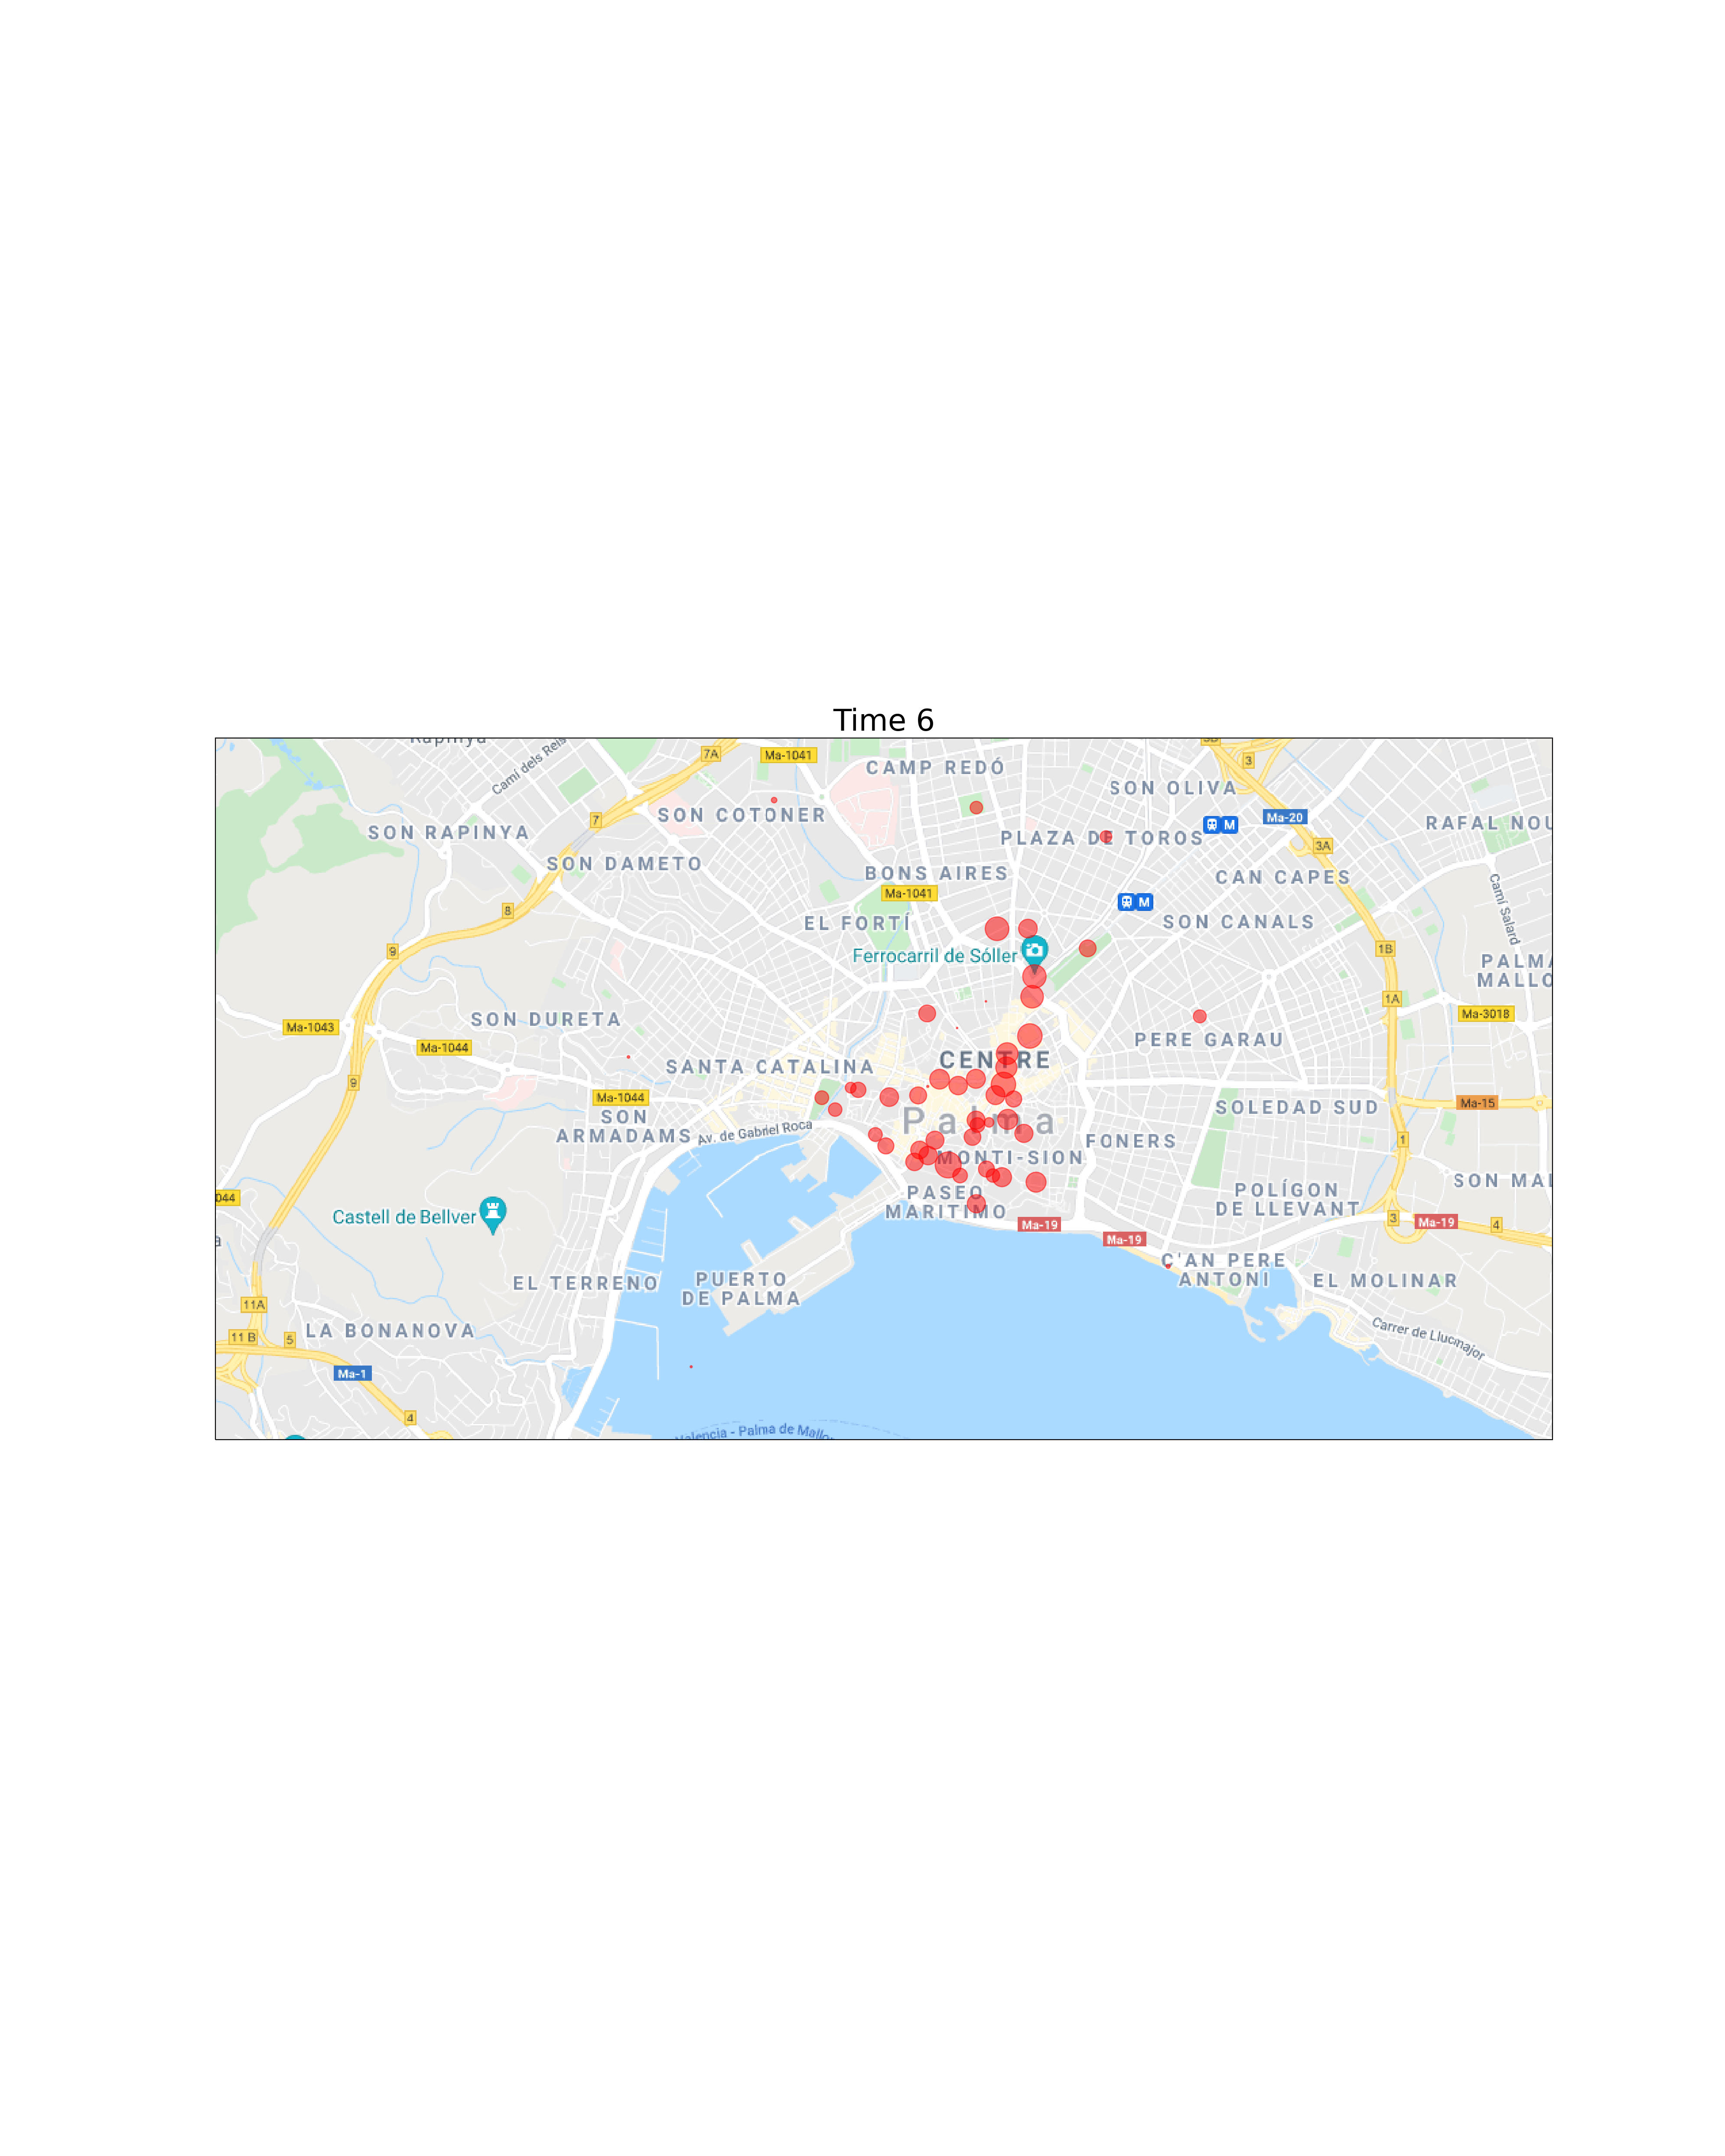 Time 6
Rapinya
Camí dels Reis
7A
Ma-1041
CAMP REDÓ
3B
3
SON OLIVA
7
SON COTONER
Ma-20
SON RAPINYA
PLAZA DE TOROS
M
RAFAL NOU
3A
SON DAMETO
BONS AIRES
CAN CAPES
Ma-1041
Camí Salard
8
M
EL FORTÍ
SON CANALS
9
Ferrocarril de Sóller
1B
PALMA
MALLO
1A
Ma-1043
SON DURETA
Ma-3018
Ma-1044
PERE GARAU
CENTRE
SANTA CATALINA
9
Ma-1044
SON
ARMADAMS
Av. de Gabriel Roca
Palma
SOLEDAD SUD
Ma-15
FONERS
1
MONTI-SION
SON MAL
044
PASEO
MARITIMO
POLÍGON
DE LLEVANT
Castell de Bellver
Ma-19
3
Ma-19
4
a
Ma-19
C'AN PERE
ANTONI
EL TERRENO
PUERTO
DE PALMA
EL MOLINAR
11A
LA BONANOVA
11 B
5
Carrer de Llucmajor
Ma-1
4
Valencia - Palma de Mallor